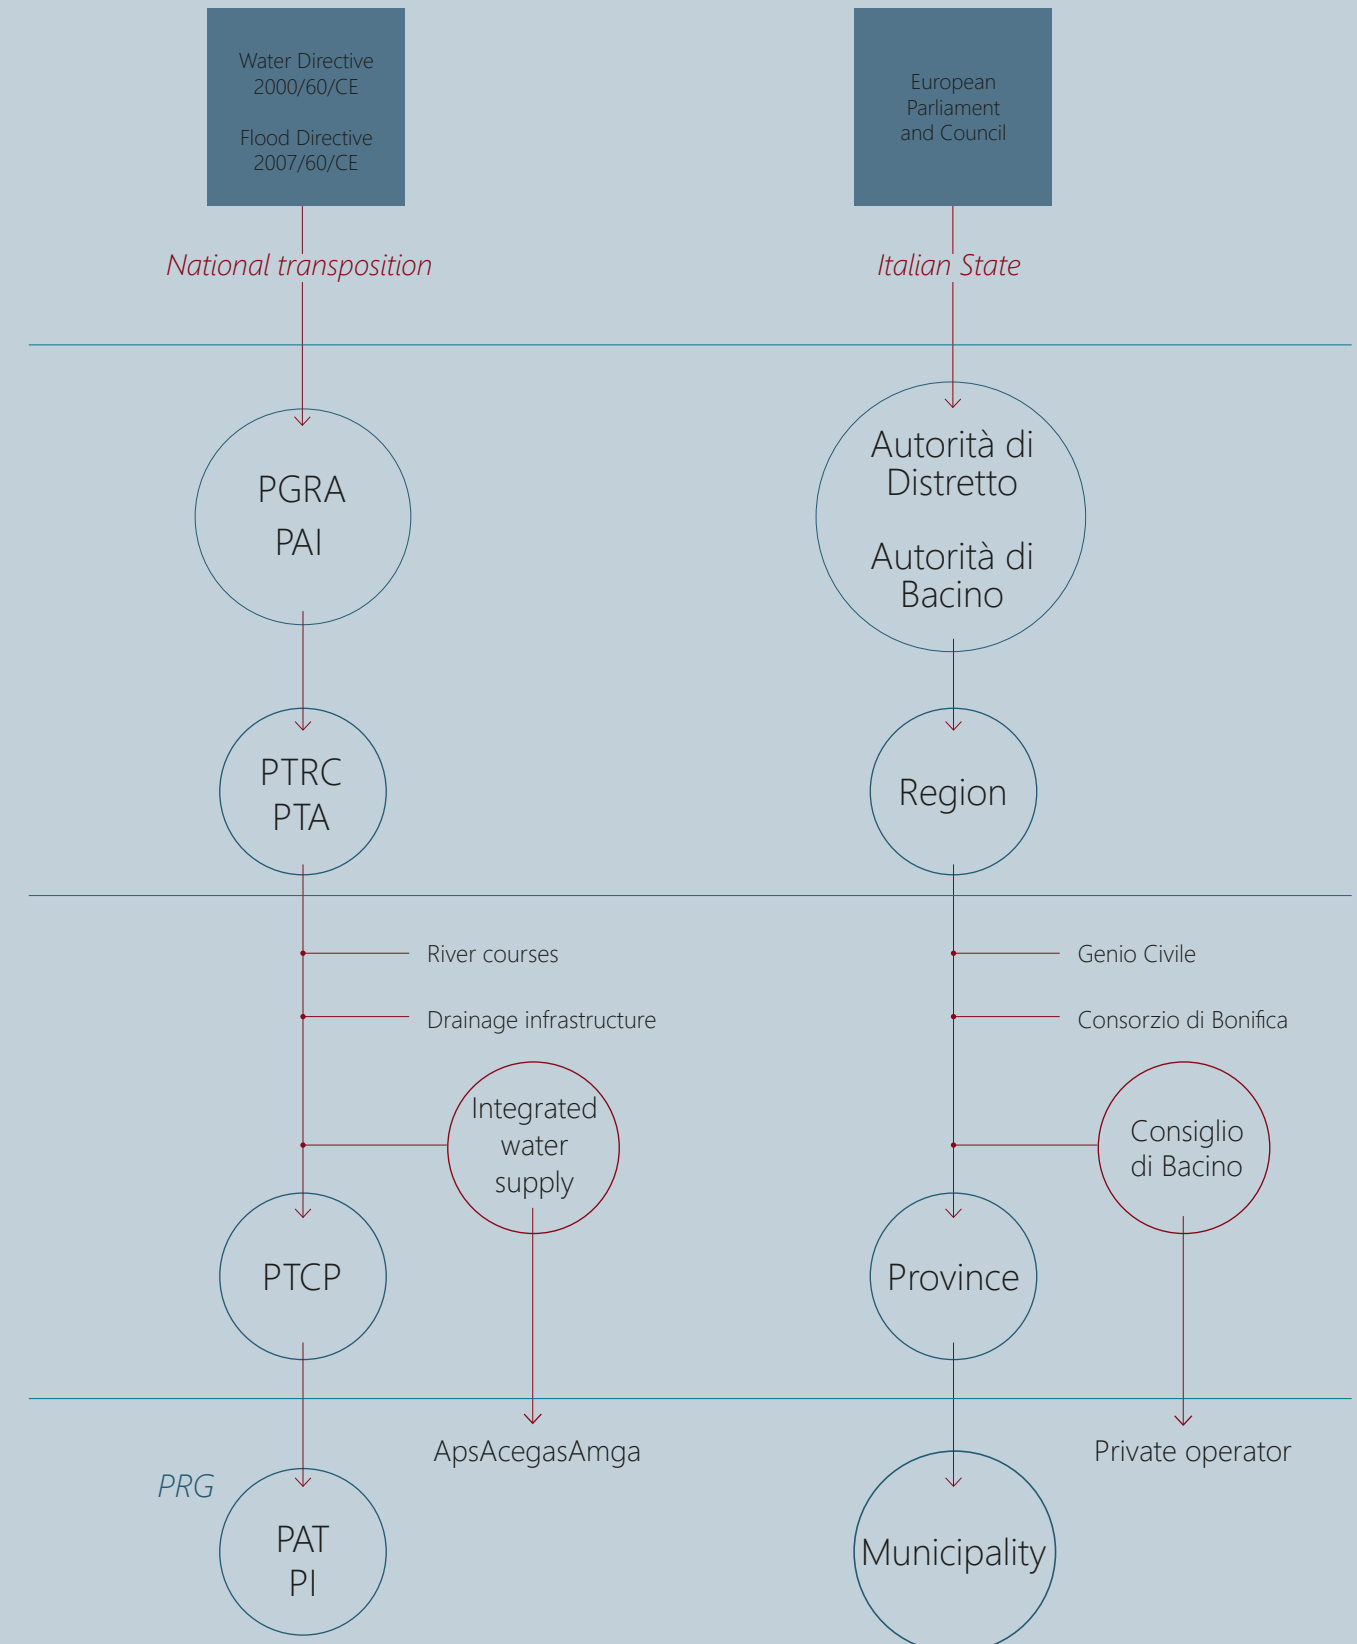 Water Directive
2000/60/CE
Flood Directive
2007/60/CE
European
Parliament
and Council
National transposition
Italian State
PGRA
PAI
Autorità di
Distretto
Autorità di
Bacino
PTRC
PTA
Region
River courses
Genio Civile
Drainage infrastructure
Consorzio di Bonifica
Integrated
water
supply
Consiglio
di Bacino
PTCP
Province
ApsAcegasAmga
Private operator
PRG
PAT
PI
Municipality